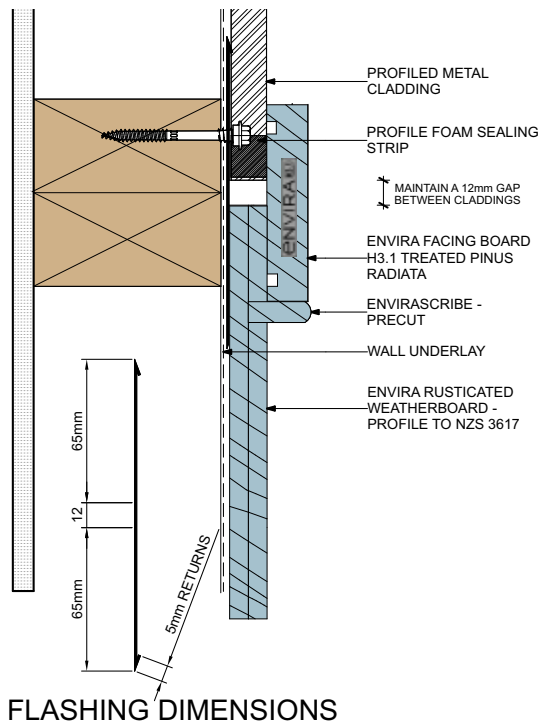 PROFILED METAL
CLADDING
PROFILE FOAM SEALING
STRIP
MAINTAIN A 12mm GAP
BETWEEN CLADDINGS
ENVIRA
ENVIRA FACING BOARD
H3.1 TREATED PINUS
RADIATA
ENVIRASCRIBE -
PRECUT
WALL UNDERLAY
ENVIRA RUSTICATED
WEATHERBOARD -
PROFILE TO NZS 3617
65mm
12
65mm
5mm RETURNS
FLASHING DIMENSIONS